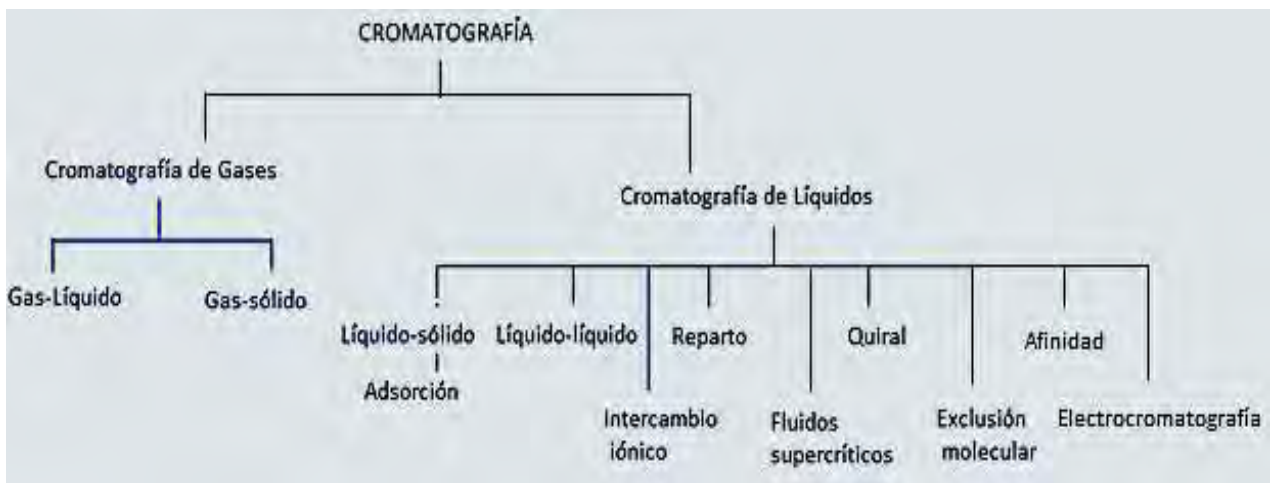 CROMATOGRAFÍA
Cromatografía de Gases
Cromatografía de Líquidos
Gas-Líquido
Gas-sólido
Líquido-sólido
Líquido-líquido
Reparto
Quiral
Afinidad
Adsorción
Intercambio
iónico
Fluidos
supercríticos
Exclusión
molecular
Electrocromatografía